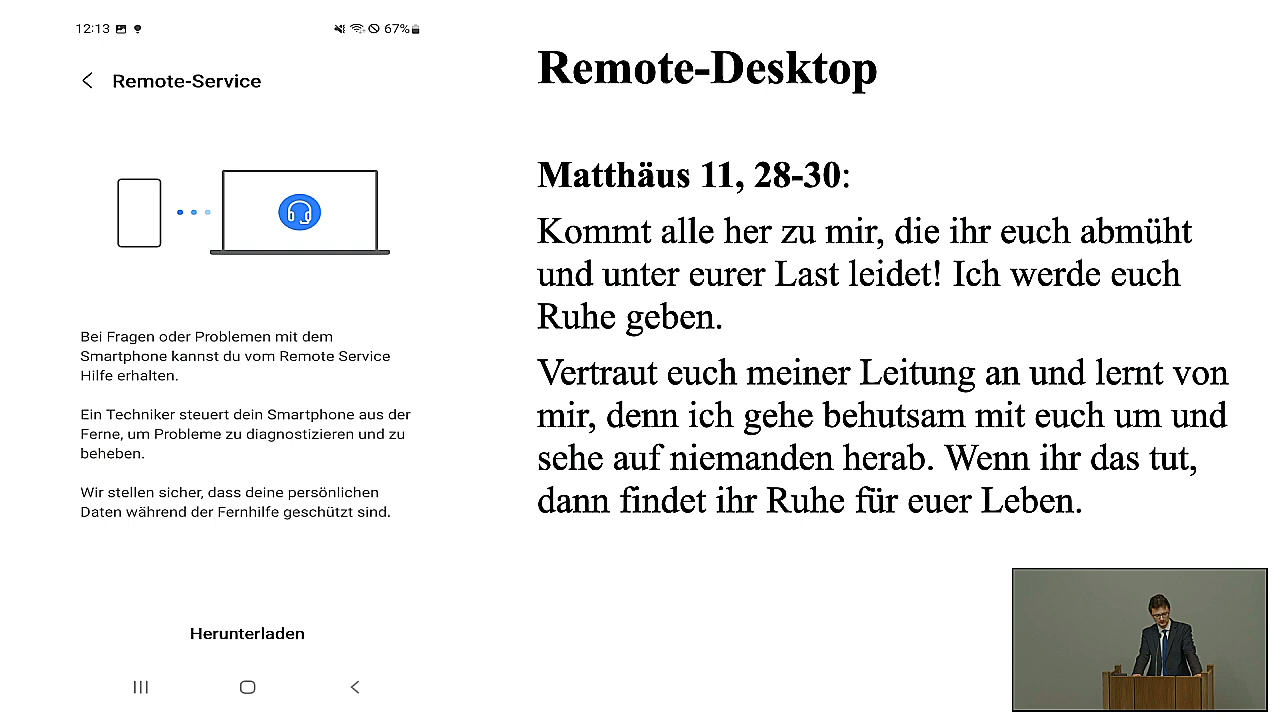 12:13
67%
Remote-Service
Bei Fragen oder Problemen mit dem
Smartphone kannst du vom Remote Service
Hilfe erhalten.
Ein Techniker steuert dein Smartphone aus der
Ferne, um Probleme zu diagnostizieren und zu
beheben.
Wir stellen sicher, dass deine persönlichen
Daten während der Fernhilfe geschützt sind.
Herunterladen
Remote-Desktop
Matthäus 11, 28-30:
Kommt alle her zu mir, die ihr euch abmüht
und unter eurer Last leidet! Ich werde euch
Ruhe geben.
Vertraut euch meiner Leitung an und lernt von
mir, denn ich gehe behutsam mit euch um und
sehe auf niemanden herab. Wenn ihr das tut,
dann findet ihr Ruhe für euer Leben.